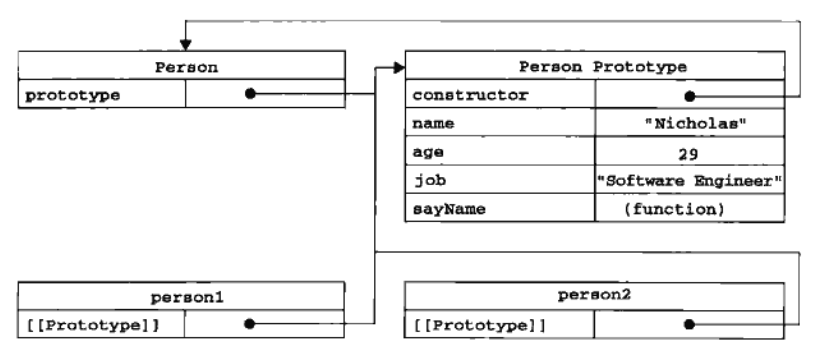 Person
prototype
Person Prototype
constructor
name "Nicholas"
age 29
job "Software Engineer"
sayName (function)
person1
[[Prototype]]
person2
[[Prototype]]